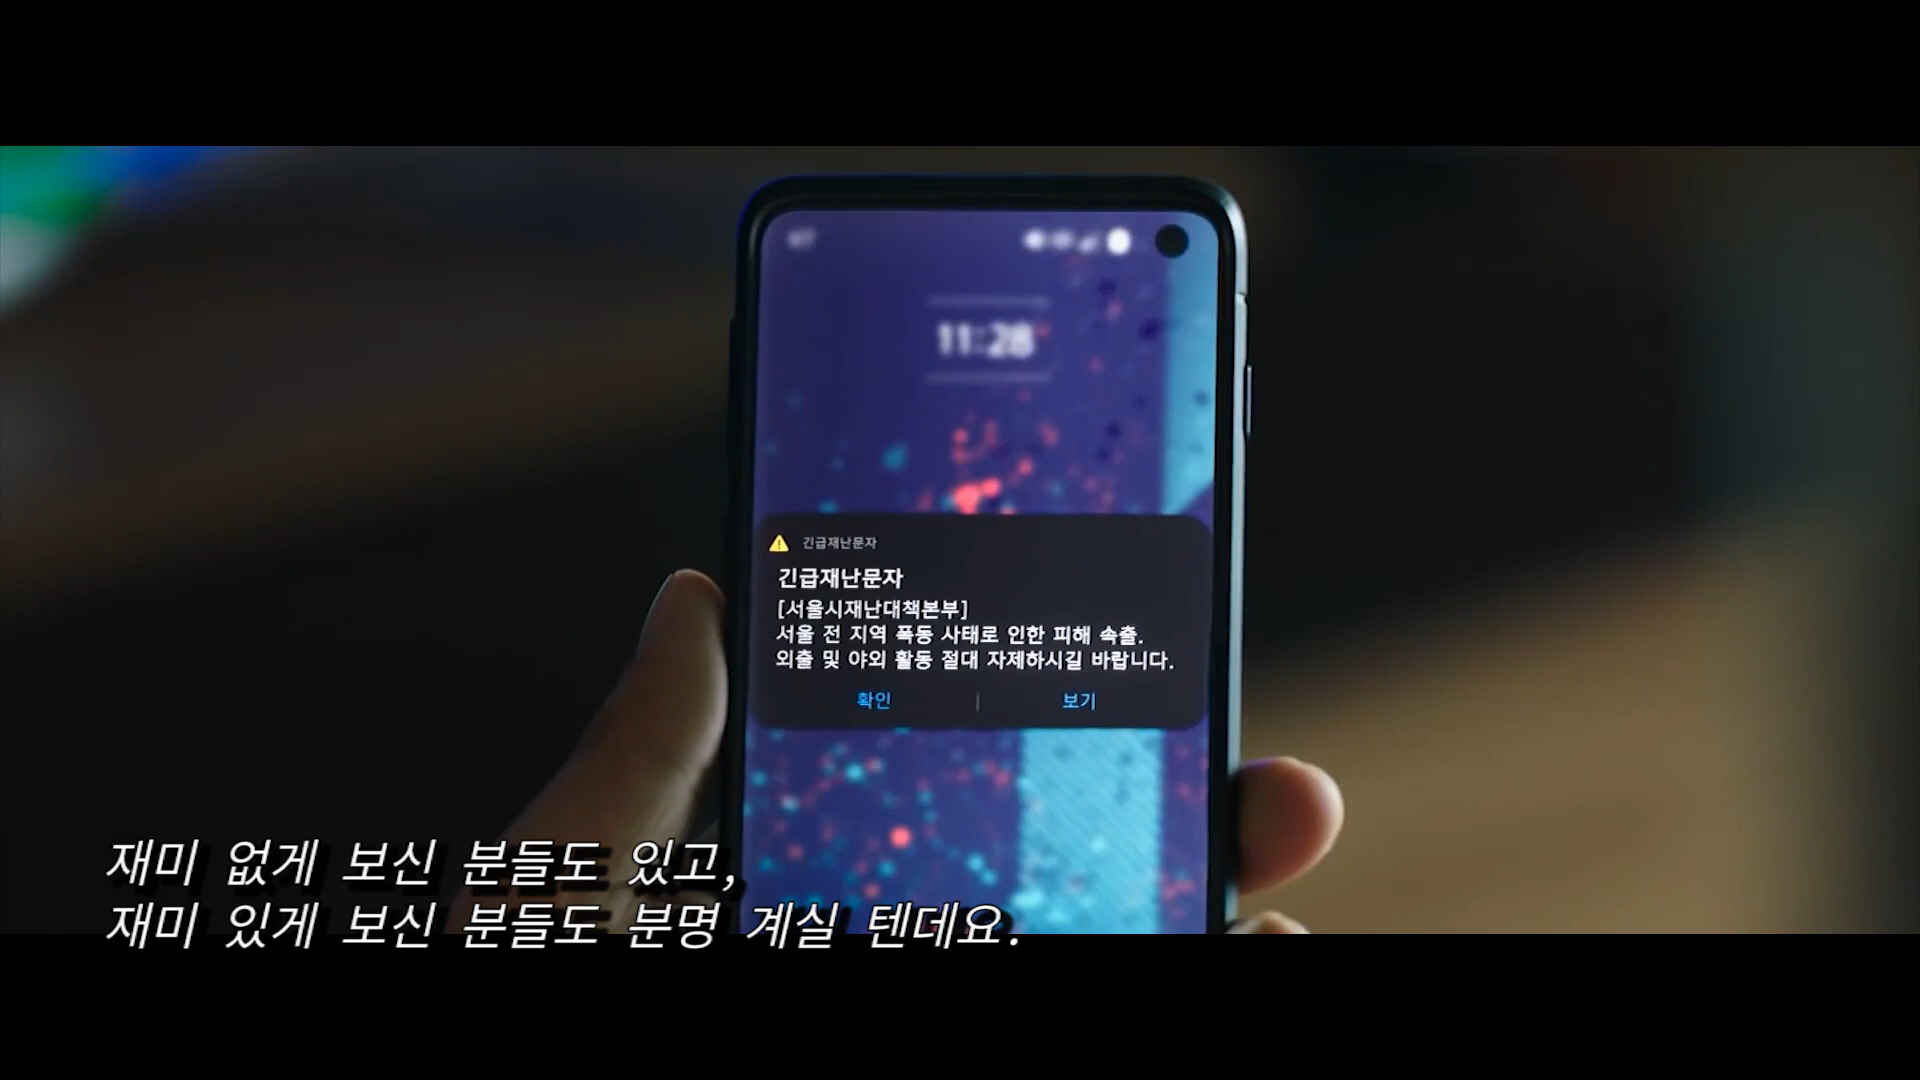 11:28
긴급재난문자
긴급재난문자
[서울시재난대책본부]
서울 전 지역 폭동 사태로 인한 피해 속출.
외출 및 야외 활동 절대 자제하시길 바랍니다.
확인 | 보기
재미 없게 보신 분들도 있고,
재미 있게 보신 분들도 분명 계실 텐데요.